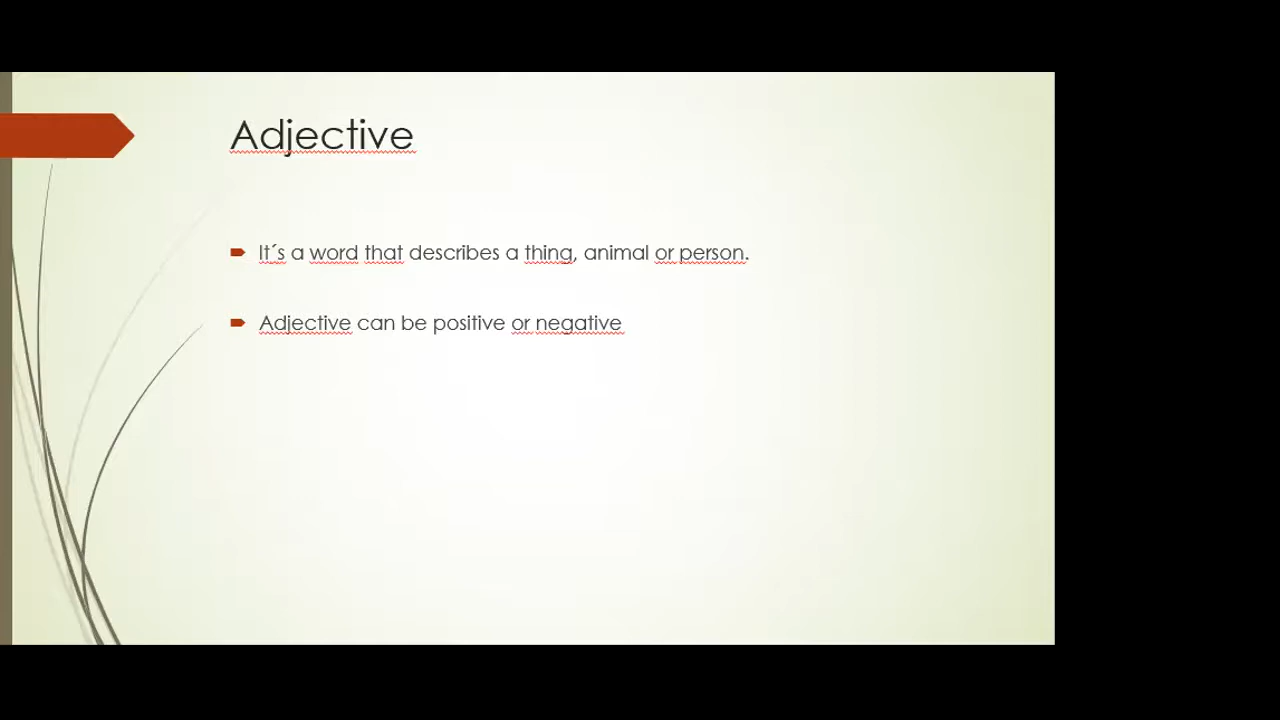 Adjective
It´s a word that describes a thing, animal or person.
Adjective can be positive or negative